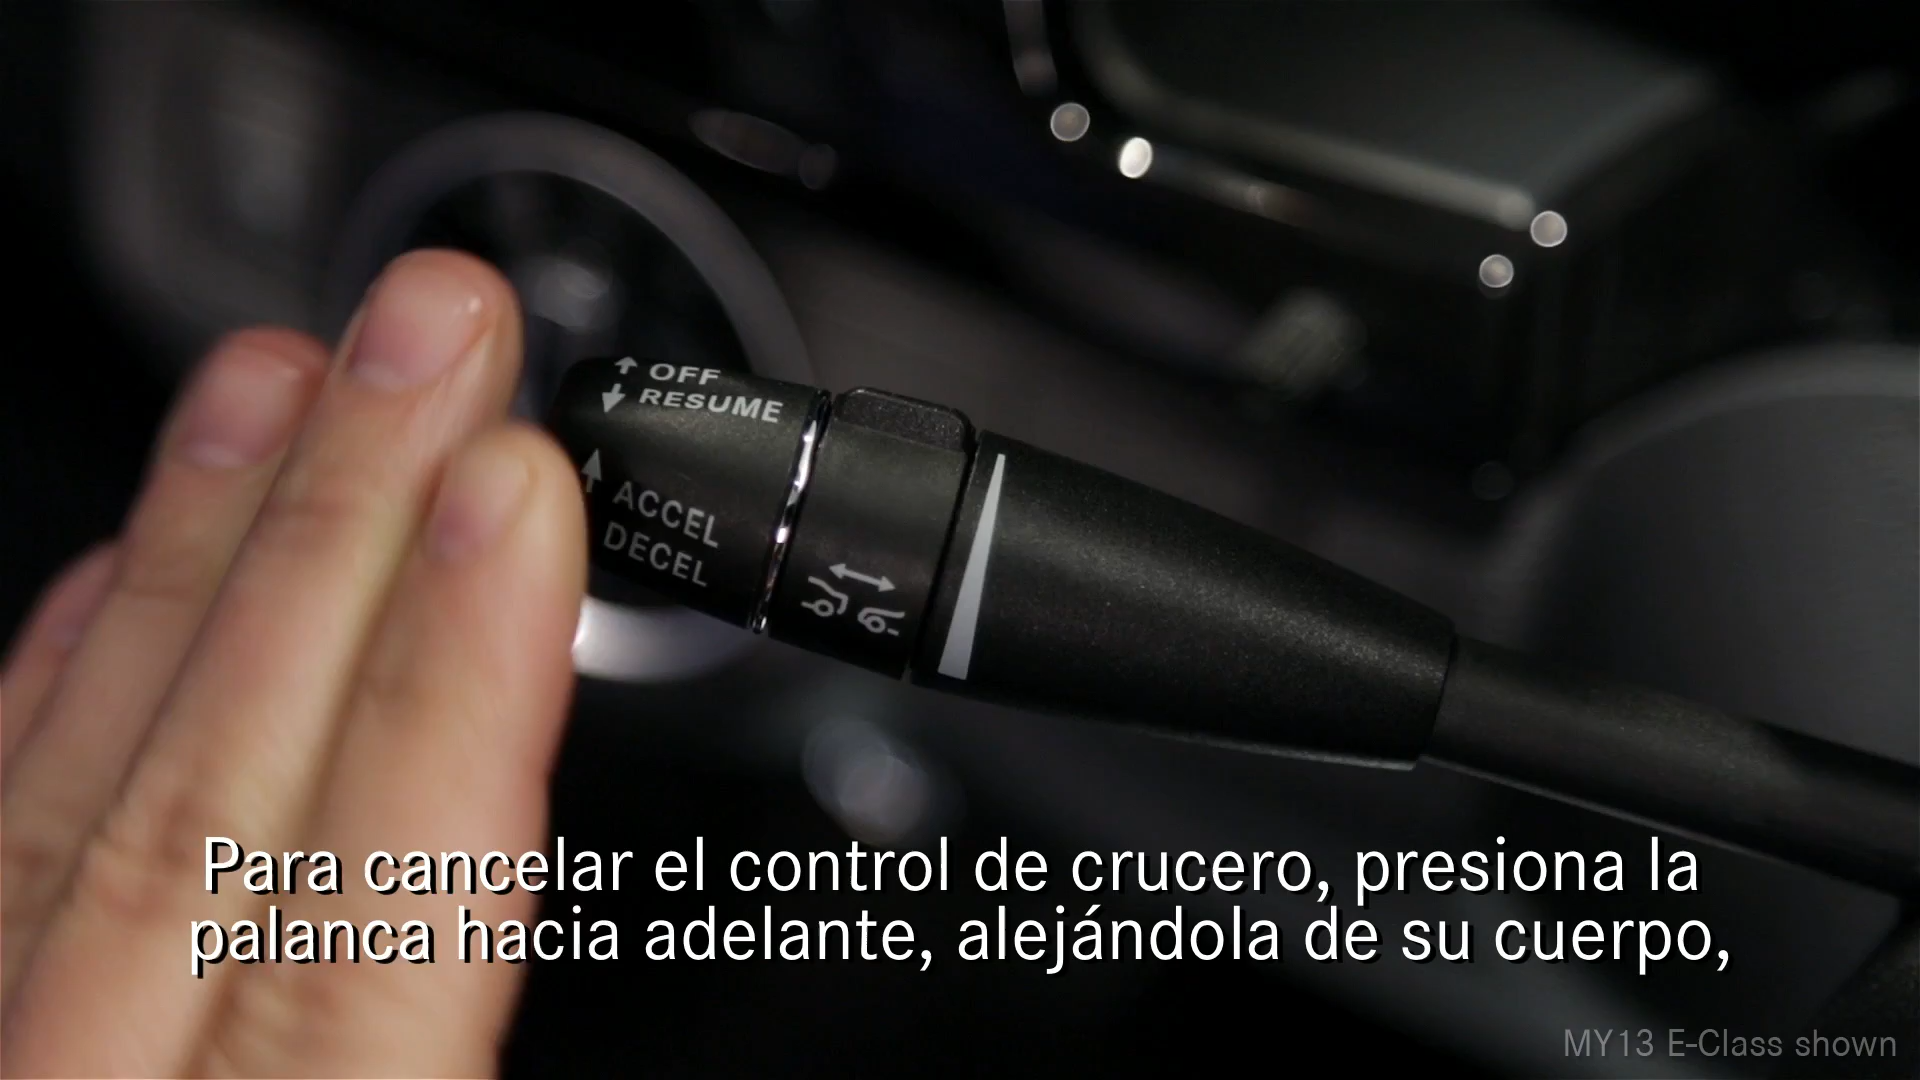 OFF
RESUME
ACCEL
DECEL
Para cancelar el control de crucero, presiona la
palanca hacia adelante, alejándola de su cuerpo,
MY13 E-Class shown